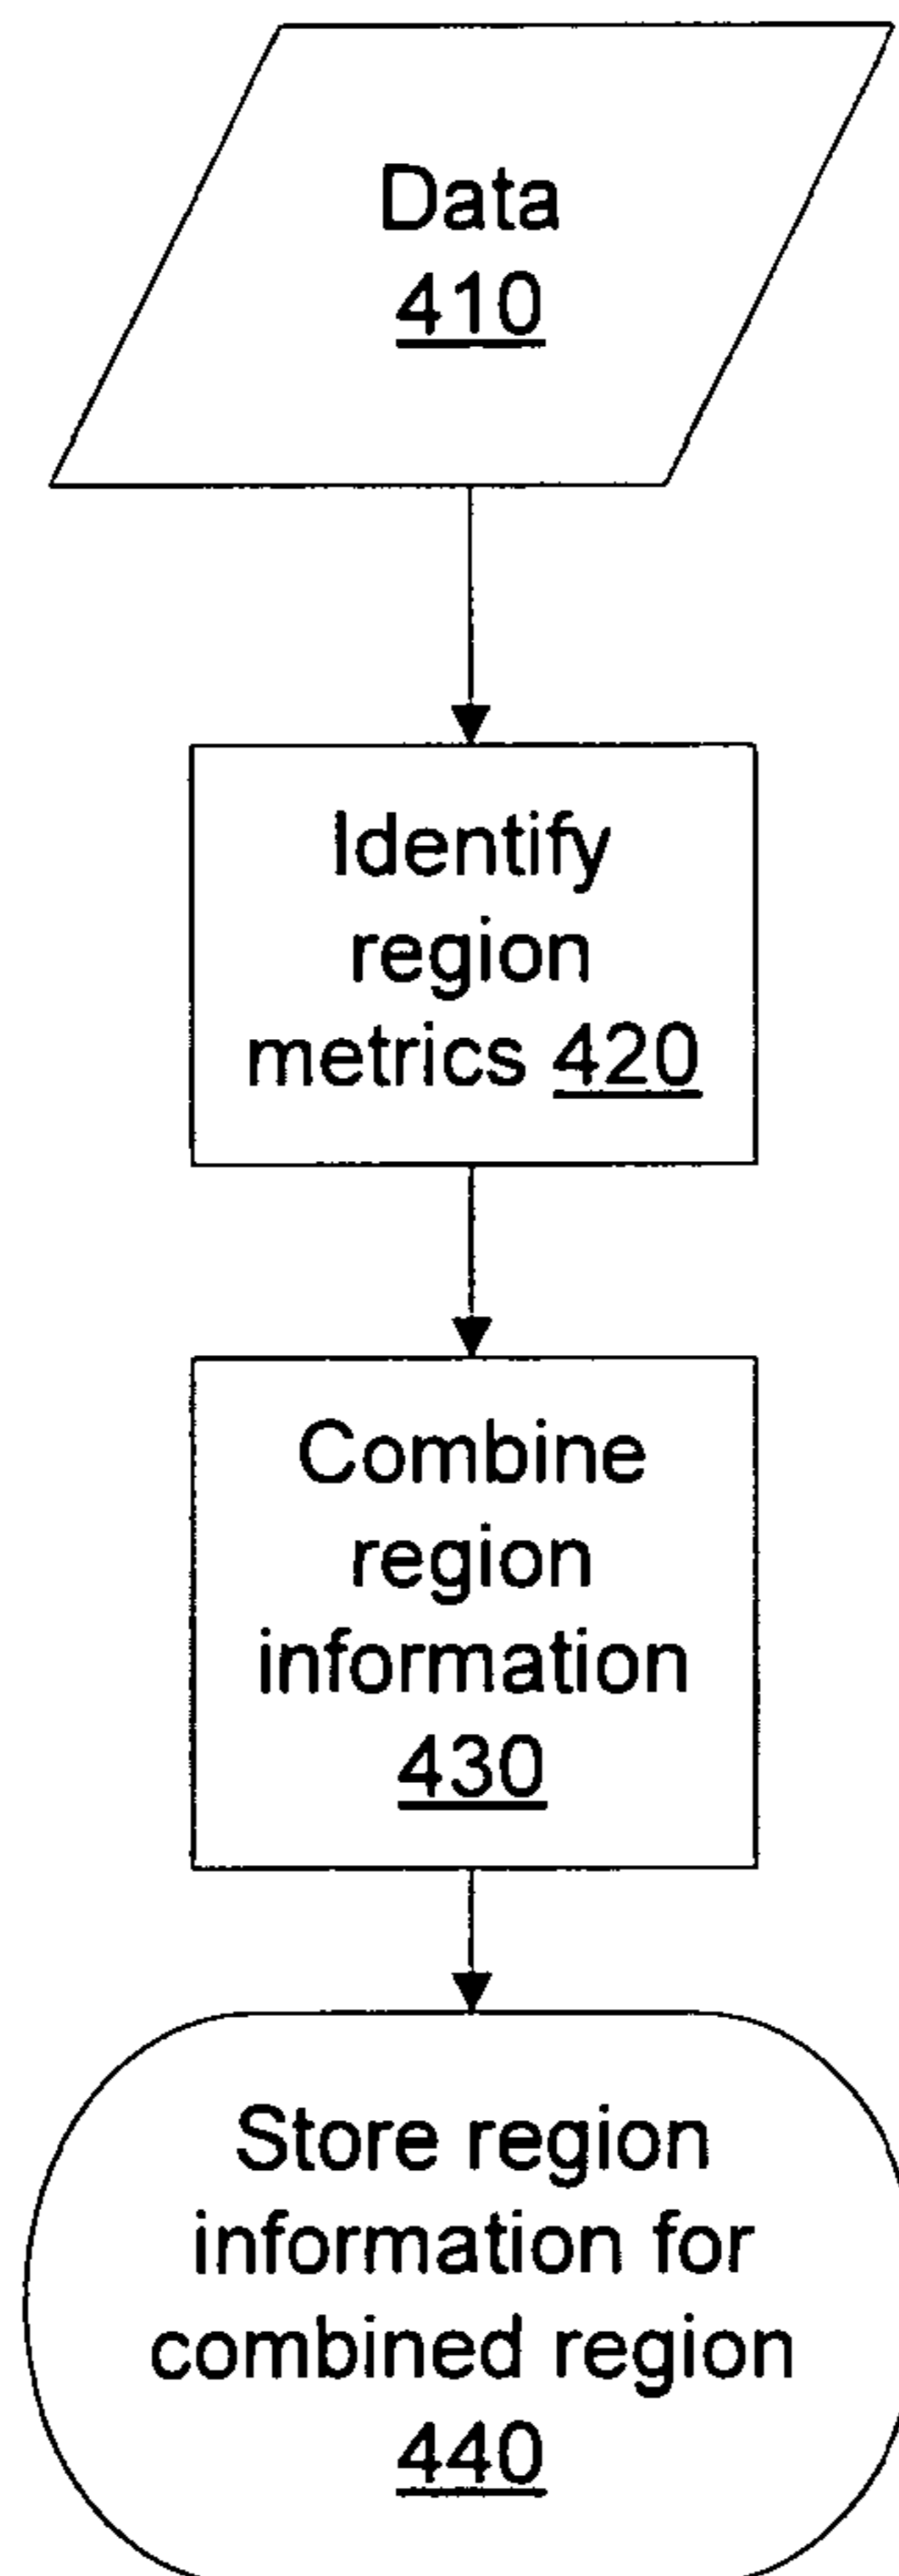 Data
410
Identify
region
metrics 420
Combine
region
information
430
Store region
information for
combined region
440